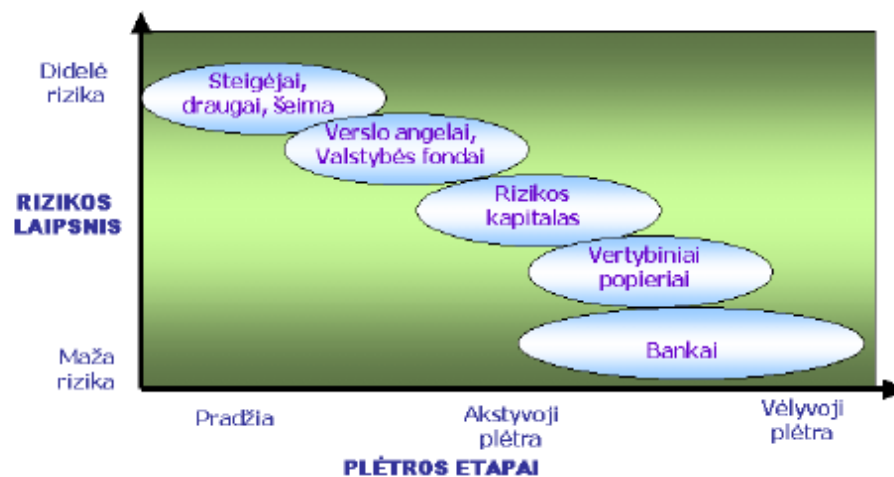 Didelė
rizika
Steigėjai,
draugai, šeima
Verslo angelai,
Valstybės fondai
RIZIKOS
LAIPSNIS
Rizikos
kapitalas
Vertybiniai
popieriai
Maža
rizika
Bankai
Pradžia
Akstyvoji
plėtra
Vėlyvoji
plėtra
PLĖTROS ETAPAI